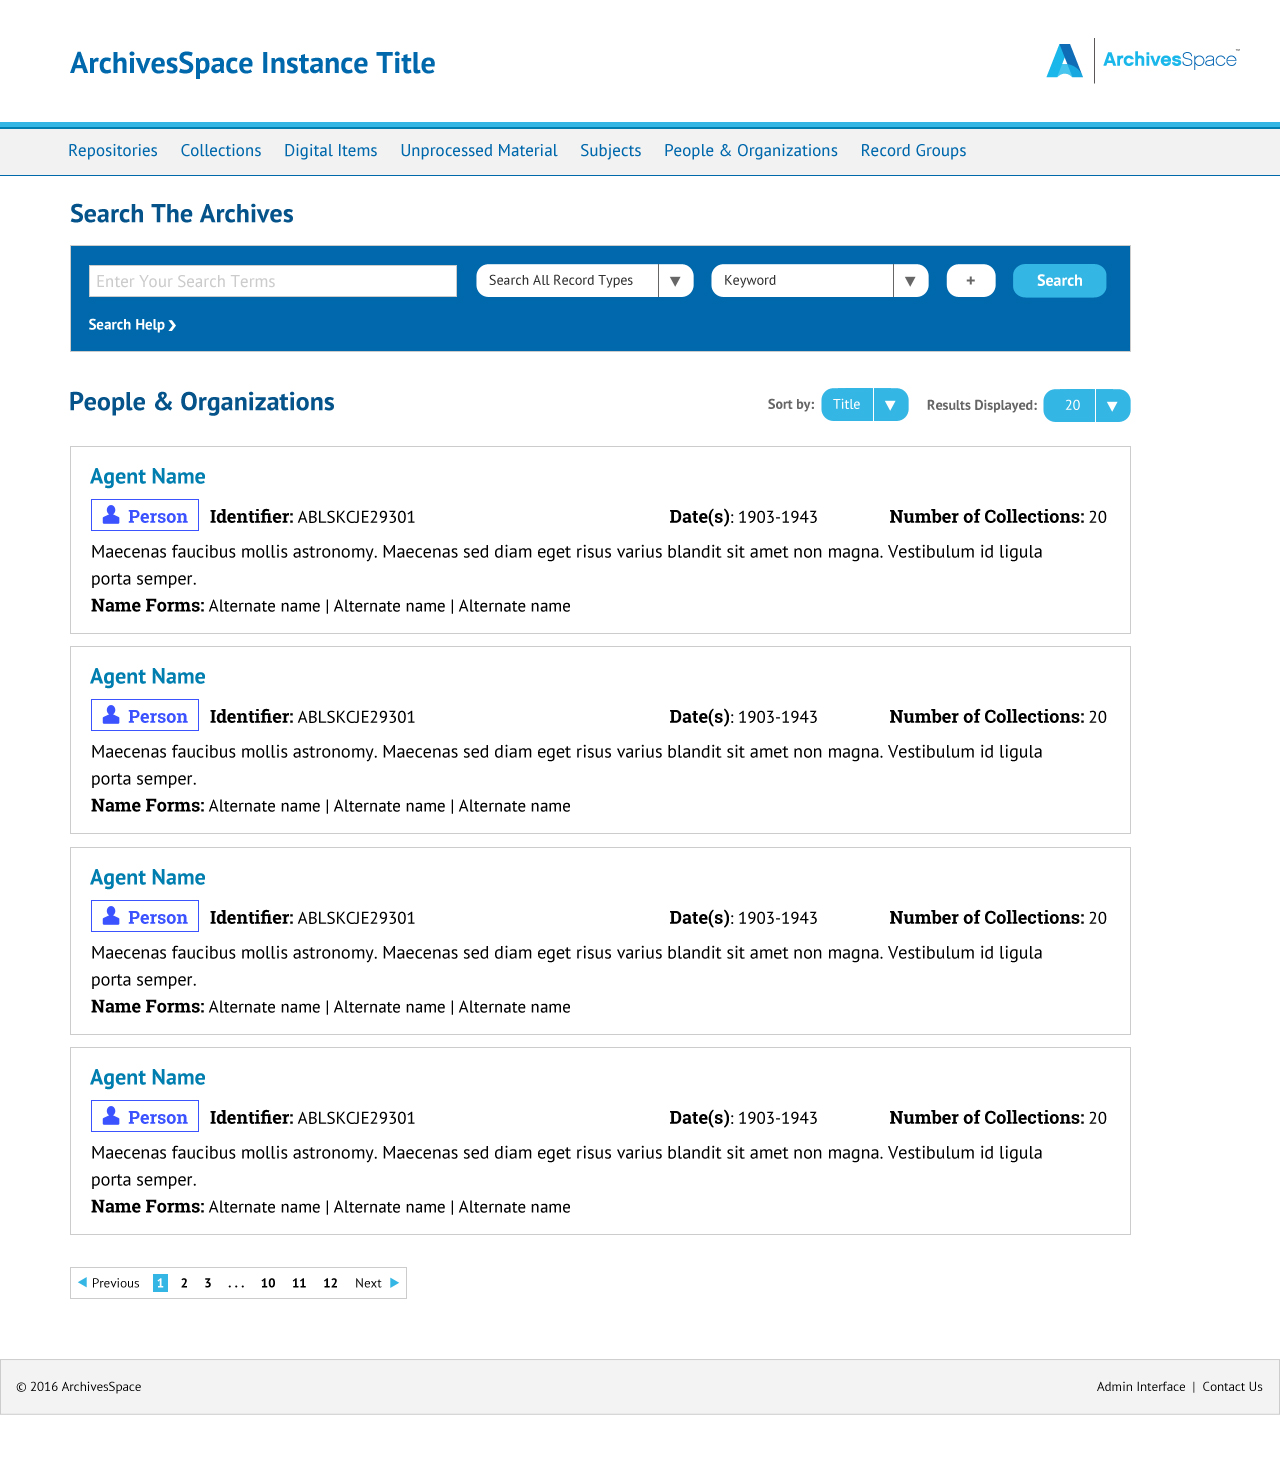 ArchivesSpace Instance Title
ArchivesSpace™
Repositories Collections Digital Items Unprocessed Material Subjects People & Organizations Record Groups
Search The Archives
Enter Your Search Terms Search All Record Types ▼ Keyword ▼ + Search
Search Help ❯
People & Organizations Sort by: Title ▼ Results Displayed: 20 ▼
Agent Name
Person Identifier: ABLSKCJE29301 Date(s): 1903-1943 Number of Collections: 20
Maecenas faucibus mollis astronomy. Maecenas sed diam eget risus varius blandit sit amet non magna. Vestibulum id ligula
porta semper.
Name Forms: Alternate name | Alternate name | Alternate name
Agent Name
Person Identifier: ABLSKCJE29301 Date(s): 1903-1943 Number of Collections: 20
Maecenas faucibus mollis astronomy. Maecenas sed diam eget risus varius blandit sit amet non magna. Vestibulum id ligula
porta semper.
Name Forms: Alternate name | Alternate name | Alternate name
Agent Name
Person Identifier: ABLSKCJE29301 Date(s): 1903-1943 Number of Collections: 20
Maecenas faucibus mollis astronomy. Maecenas sed diam eget risus varius blandit sit amet non magna. Vestibulum id ligula
porta semper.
Name Forms: Alternate name | Alternate name | Alternate name
Agent Name
Person Identifier: ABLSKCJE29301 Date(s): 1903-1943 Number of Collections: 20
Maecenas faucibus mollis astronomy. Maecenas sed diam eget risus varius blandit sit amet non magna. Vestibulum id ligula
porta semper.
Name Forms: Alternate name | Alternate name | Alternate name
◀ Previous 1 2 3 ... 10 11 12 Next ▶
© 2016 ArchivesSpace Admin Interface | Contact Us